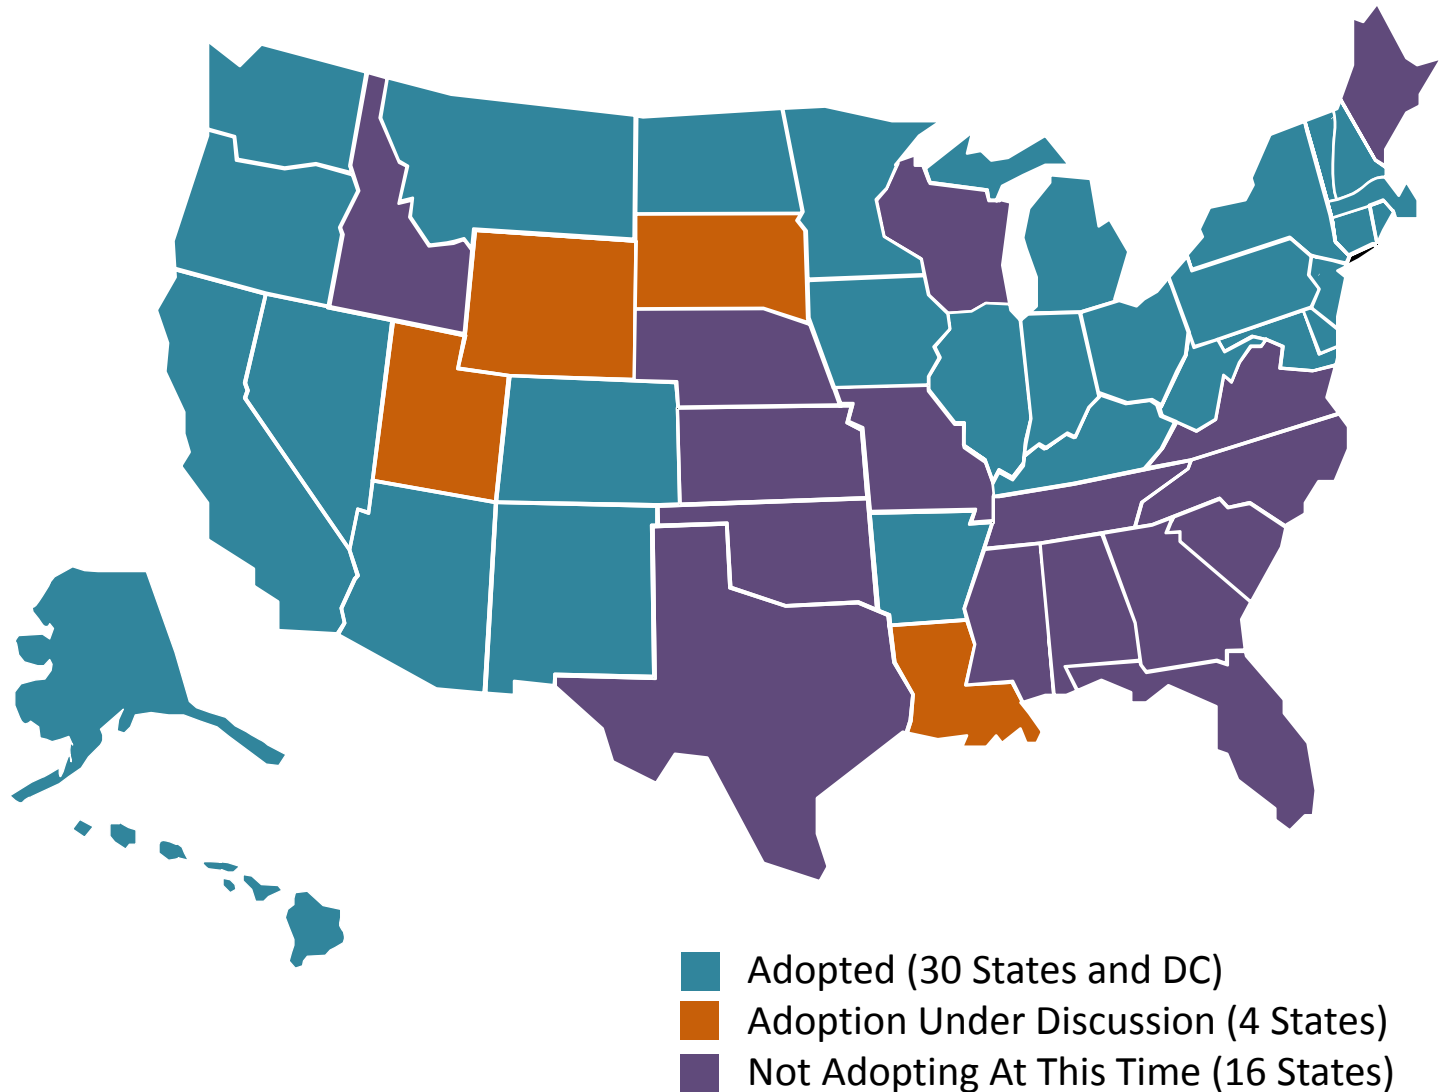 Adopted (30 States and DC)
Adoption Under Discussion (4 States)
Not Adopting At This Time (16 States)